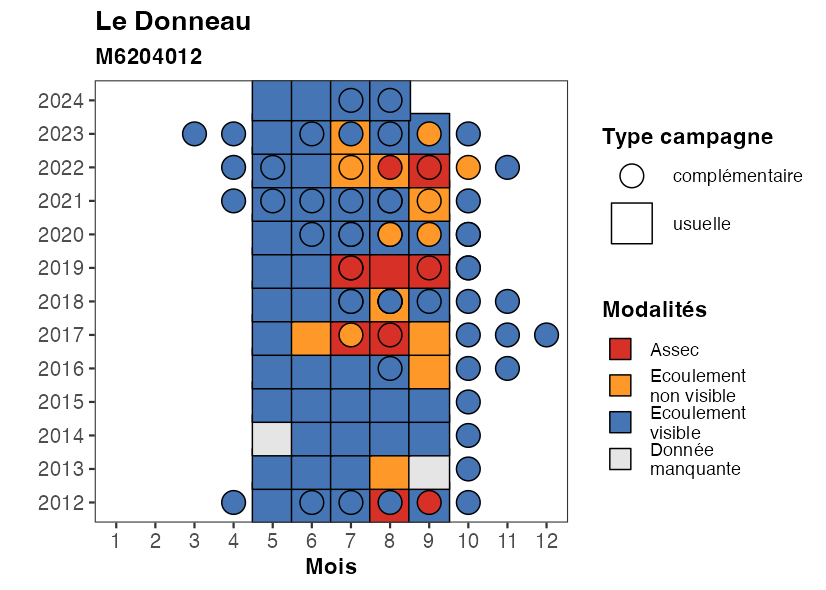 Le Donneau
M6204012
2024
2023
2022
2021
2020
2019
2018
2017
2016
2015
2014
2013
2012
1 2 3 4 5 6 7 8 9 10 11 12
Mois
Type campagne
complémentaire
usuelle
Modalités
Assec
Ecoulement
non visible
Ecoulement
visible
Donnée
manquante